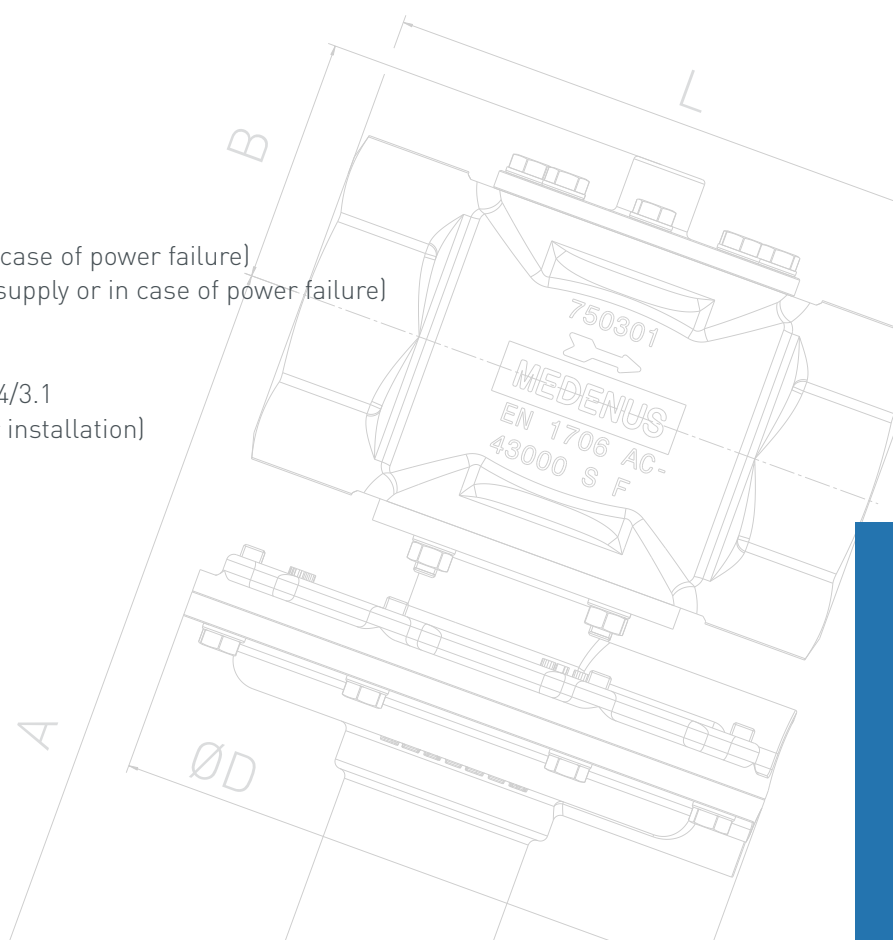 L
B
case of power failure)
supply or in case of power failure)
4/3.1
installation)
750301
MEDENUS
EN 1706 AC-
43000 S F
A
ØD